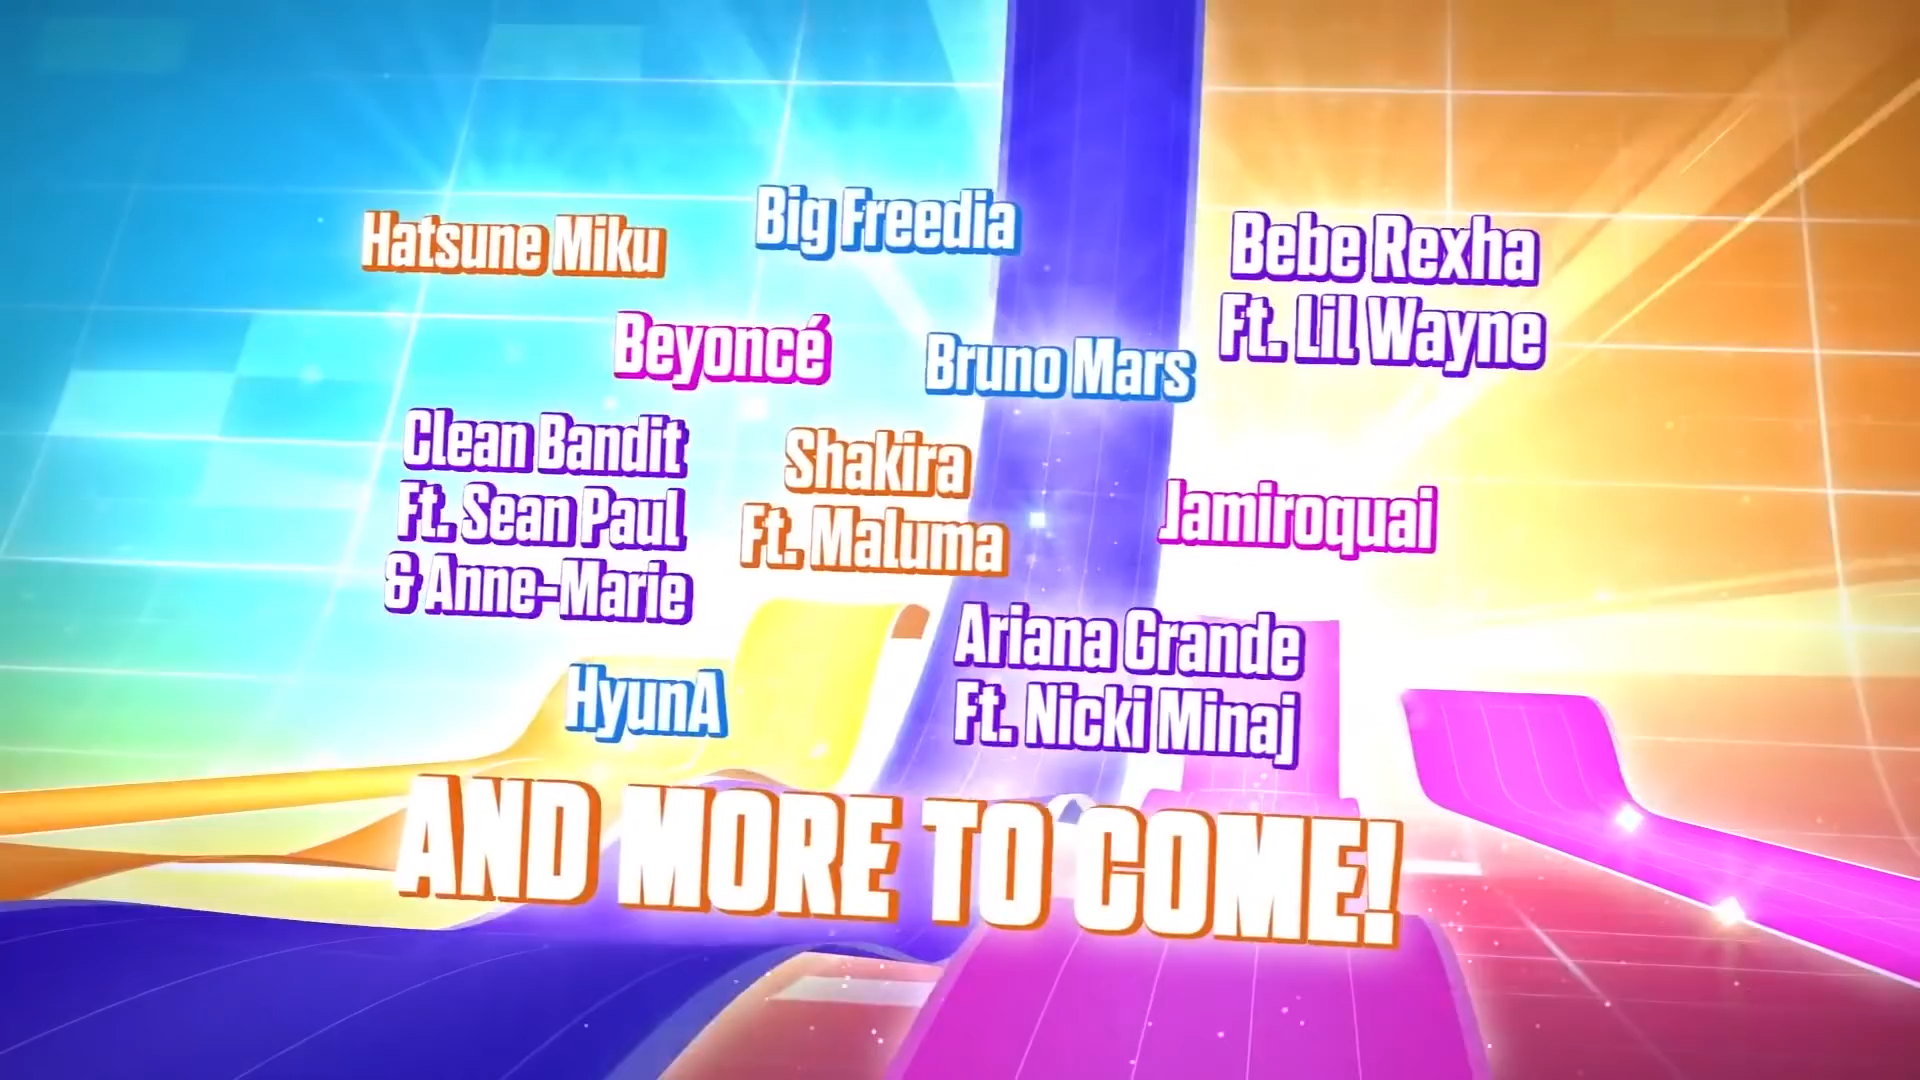 Hatsune Miku
Big Freedia
Bebe Rexha
Ft. Lil Wayne
Beyoncé
Bruno Mars
Clean Bandit
Ft. Sean Paul
& Anne-Marie
Shakira
Ft. Maluma
Jamiroquai
HyunA
Ariana Grande
Ft. Nicki Minaj
AND MORE TO COME!